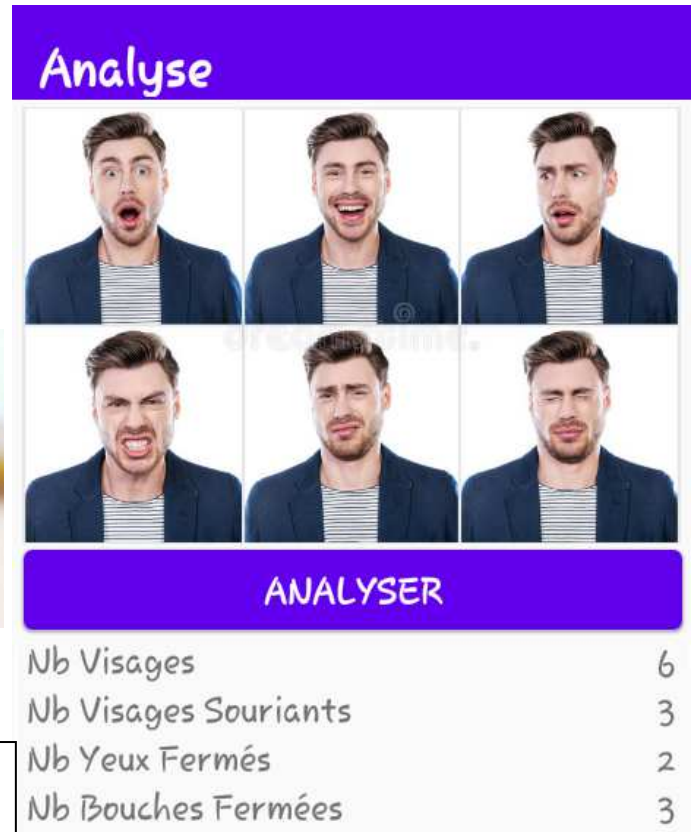 Analyse
ANALYSER
Nb Visages 6
Nb Visages Souriants 3
Nb Yeux Fermés 2
Nb Bouches Fermées 3